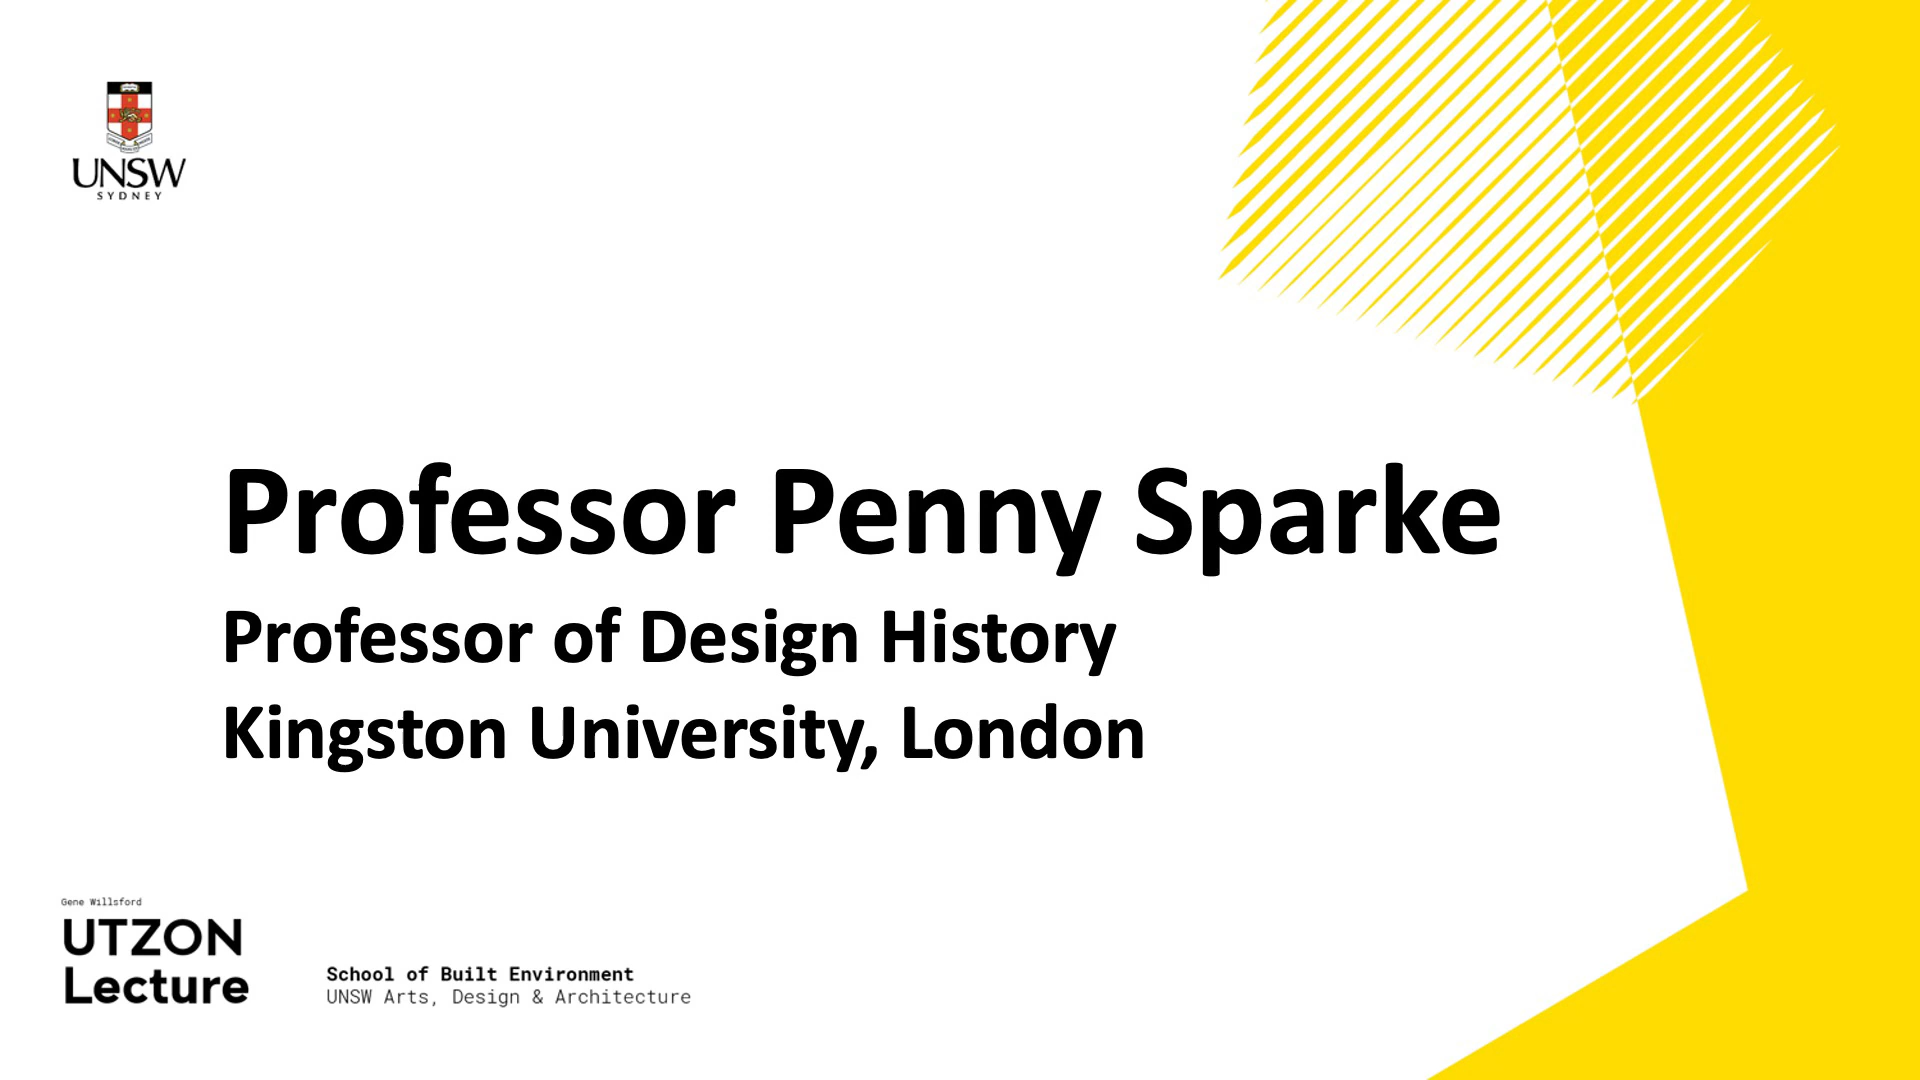 UNSW
SYDNEY
Professor Penny Sparke
Professor of Design History
Kingston University, London
Gene Willsford
UTZON
Lecture
School of Built Environment
UNSW Arts, Design & Architecture